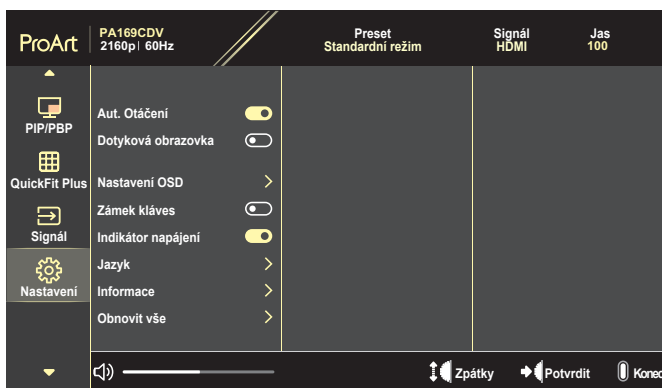 ProArt
PA169CDV
2160p 60Hz
Preset
Standardní režim
Signál
HDMI
Jas
100
PIP/PBP
QuickFit Plus
Signál
Nastavení
Aut. Otáčení
Dotyková obrazovka
Nastavení OSD
Zámek kláves
Indikátor napájení
Jazyk
Informace
Obnovit vše
Zpátky
Potvrdit
Konec